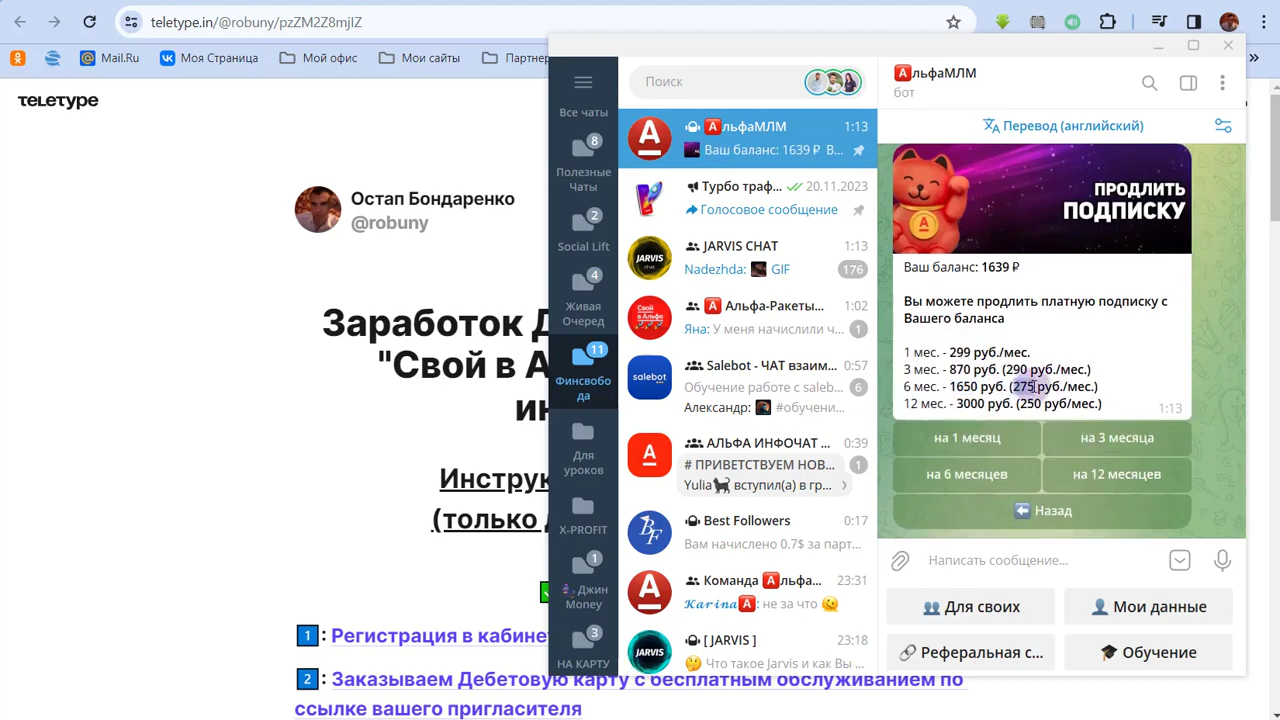 teletype.in/@robuny/pzZM2Z8mjIZ
Mail.Ru
Моя Страница
Мой офис
Мои сайты
Партнер
»
teletype
Остап Бондаренко
@robuny
Заработок Д
"Свой в А
ин
Инструк
(только д
1: Регистрация в кабинет
2: Заказываем Дебетовую карту с бесплатным обслуживанием по
ссылке вашего пригласителя
Все чаты
8
Полезные
Чаты
2
Social Lift
4
Живая
Очеред
11
Финсвобо
да
Для
уроков
X-PROFIT
1
Джин
Money
3
НА КАРТУ
Поиск
АльфаМЛМ 1:13
Ваш баланс: 1639 ₽ В...
Турбо траф... 20.11.2023
Голосовое сообщение
JARVIS CHAT 1:13
Nadezhda: GIF 176
А Альфа-Ракеты... 1:02
Яна: У меня начислили ч... 1
Salebot - ЧАТ взаим... 0:57
Обучение работе с saleb... 6
Александр: #обучени...
АЛЬФА ИНФОЧАТ ... 0:39
# ПРИВЕТСТВУЕМ НОВ... 1
Yulia вступил(а) в гр...
Best Followers 0:17
Вам начислено 0.7$ за парт...
Команда Альфа... 23:31
KarinaА: не за что
[ JARVIS ] 23:18
Что такое Jarvis и как Вы ...
АльфаМЛМ
бот
Перевод (английский)
ПРОДЛИТЬ
ПОДПИСКУ
Ваш баланс: 1639 ₽
Вы можете продлить платную подписку с
Вашего баланса
1 мес. - 299 руб./мес.
3 мес. - 870 руб. (290 руб./мес.)
6 мес. - 1650 руб. (275 руб./мес.)
12 мес. - 3000 руб. (250 руб/мес.)
1:13
на 1 месяц
на 3 месяца
на 6 месяцев
на 12 месяцев
Назад
Написать сообщение...
Для своих
Мои данные
Реферальная с...
Обучение